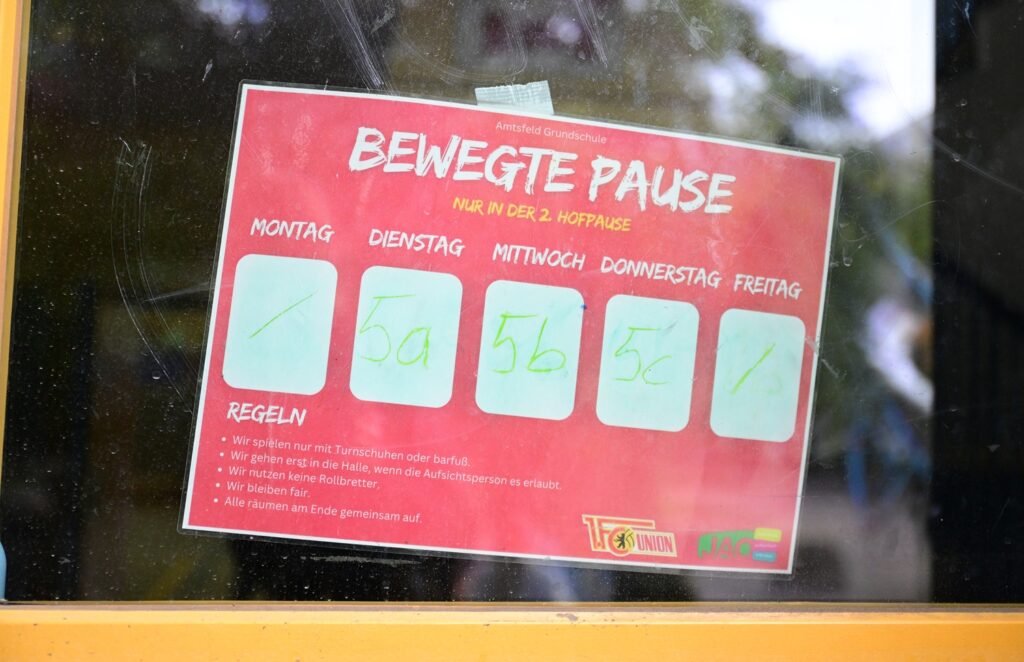 Amtsfeld Grundschule
BEWEGTE PAUSE
NUR IN DER 2. HOFPAUSE
MONTAG DIENSTAG MITTWOCH DONNERSTAG FREITAG
/ 5a 5b 5c /
REGELN
• Wir spielen nur mit Turnschuhen oder barfuß.
• Wir gehen erst in die Halle, wenn die Aufsichtsperson es erlaubt.
• Wir nutzen keine Rollbretter.
• Wir bleiben fair.
• Alle räumen am Ende gemeinsam auf.
1.FC UNION